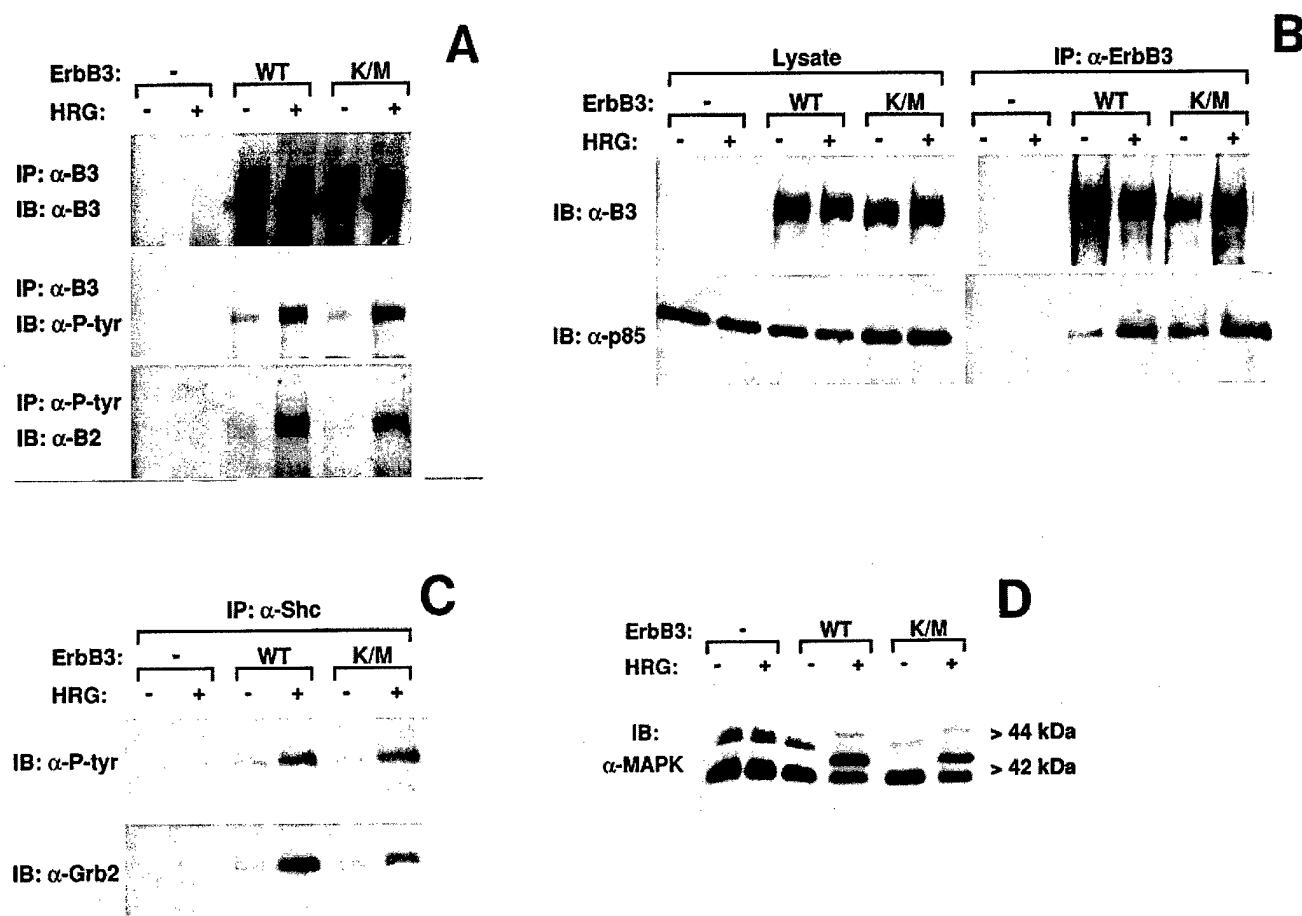 A
ErbB3: - WT K/M
HRG: - + - + - +
IP: α-B3
IB: α-B3
IP: α-B3
IB: α-P-tyr
IP: α-P-tyr
IB: α-B2
B
Lysate IP: α-ErbB3
ErbB3: - WT K/M - WT K/M
HRG: - + - + - + - + - + - +
IB: α-B3
IB: α-p85
C
IP: α-Shc
ErbB3: - WT K/M
HRG: - + - + - +
IB: α-P-tyr
IB: α-Grb2
D
ErbB3: - WT K/M
HRG: - + - + - +
IB:
α-MAPK
> 44 kDa
> 42 kDa